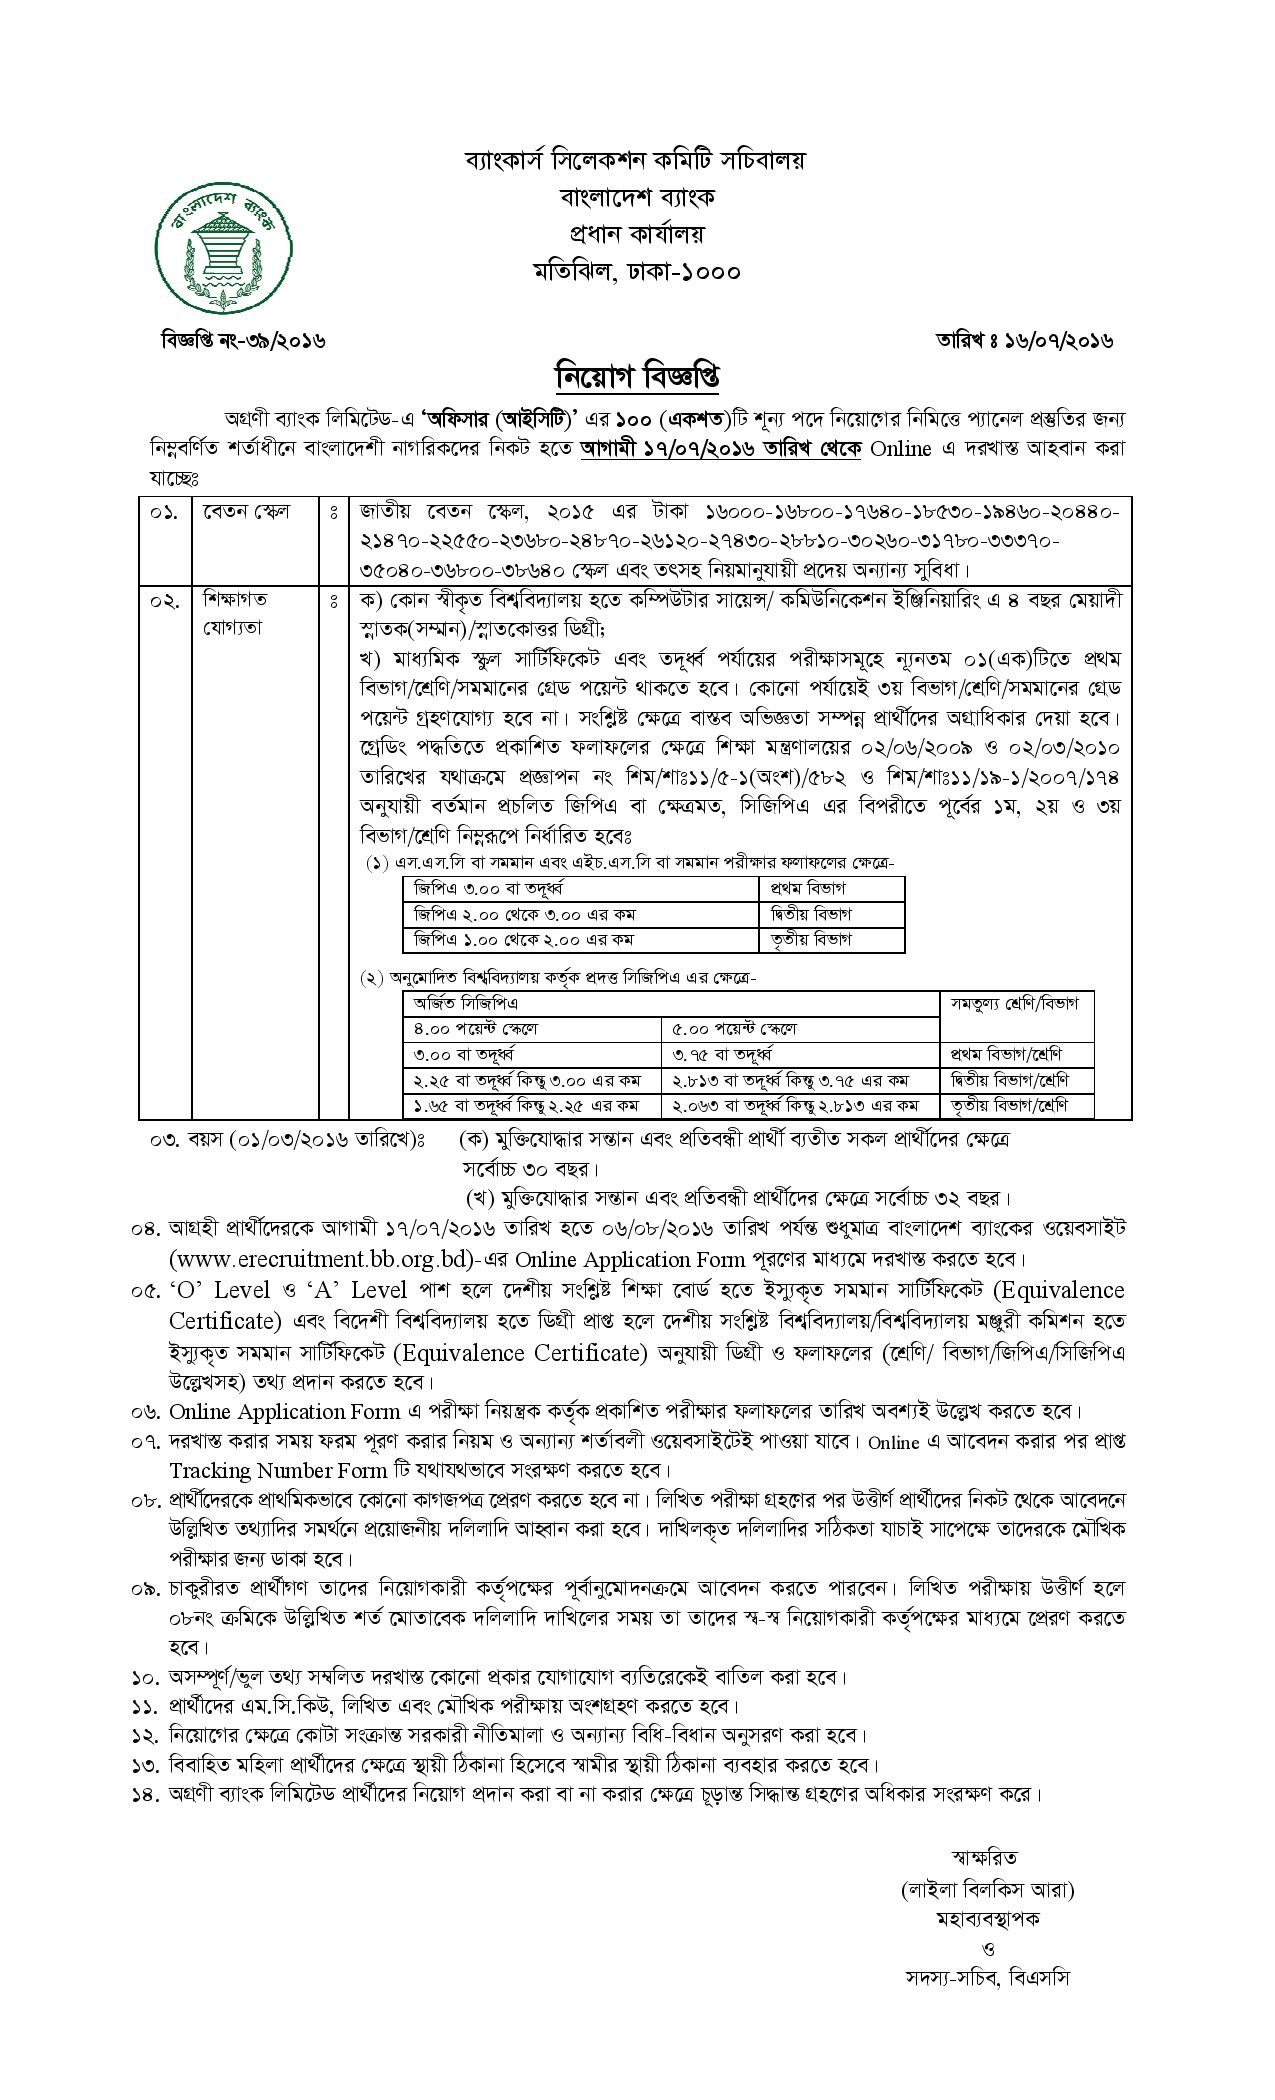 ব্যাংকার্স সিলেকশন কমিটি সচিবালয়
বাংলাদেশ ব্যাংক
প্রধান কার্যালয়
মতিঝিল, ঢাকা-১০০০
বাংলাদেশ ব্যাংক
বিজ্ঞপ্তি নং-৩৯/২০১৬ তারিখ ঃ ১৬/০৭/২০১৬
নিয়োগ বিজ্ঞপ্তি
অগ্রণী ব্যাংক লিমিটেড-এ ‘অফিসার (আইসিটি)’ এর ১০০ (একশত)টি শূন্য পদে নিয়োগের নিমিত্তে প্যানেল প্রস্তুতির জন্য
নিম্নবর্ণিত শর্তাধীনে বাংলাদেশী নাগরিকদের নিকট হতে আগামী ১৭/০৭/২০১৬ তারিখ থেকে Online এ দরখাস্ত আহবান করা
যাচ্ছেঃ
০১. বেতন স্কেল ঃ জাতীয় বেতন স্কেল, ২০১৫ এর টাকা ১৬০০০-১৬৮০০-১৭৬৪০-১৮৫৩০-১৯৪৬০-২০৪৪০-
২১৪৭০-২২৫৫০-২৩৬৮০-২৪৮৭০-২৬১২০-২৭৪৩০-২৮৮১০-৩০২৬০-৩১৭৮০-৩৩৩৭০-
৩৫০৪০-৩৬৮০০-৩৮৬৪০ স্কেল এবং তৎসহ নিয়মানুযায়ী প্রদেয় অন্যান্য সুবিধা।
০২. শিক্ষাগত যোগ্যতা ঃ ক) কোন স্বীকৃত বিশ্ববিদ্যালয় হতে কম্পিউটার সায়েন্স/ কমিউনিকেশন ইঞ্জিনিয়ারিং এ ৪ বছর মেয়াদী
স্নাতক(সম্মান)/স্নাতকোত্তর ডিগ্রী;
খ) মাধ্যমিক স্কুল সার্টিফিকেট এবং তদূর্ধ্ব পর্যায়ের পরীক্ষাসমূহে ন্যূনতম ০১(এক)টিতে প্রথম
বিভাগ/শ্রেণি/সমমানের গ্রেড পয়েন্ট থাকতে হবে। কোনো পর্যায়েই ৩য় বিভাগ/শ্রেণি/সমমানের গ্রেড
পয়েন্ট গ্রহণযোগ্য হবে না। সংশ্লিষ্ট ক্ষেত্রে বাস্তব অভিজ্ঞতা সম্পন্ন প্রার্থীদের অগ্রাধিকার দেয়া হবে।
গ্রেডিং পদ্ধতিতে প্রকাশিত ফলাফলের ক্ষেত্রে শিক্ষা মন্ত্রণালয়ের ০২/০৬/২০০৯ ও ০২/০৩/২০১০
তারিখের যথাক্রমে প্রজ্ঞাপন নং শিম/শাঃ১১/৫-১(অংশ)/৫৮২ ও শিম/শাঃ১১/১৯-১/২০০৭/১৭৪
অনুযায়ী বর্তমান প্রচলিত জিপিএ বা ক্ষেত্রমত, সিজিপিএ এর বিপরীতে পূর্বের ১ম, ২য় ও ৩য়
বিভাগ/শ্রেণি নিম্নরূপে নির্ধারিত হবেঃ
(১) এস.এস.সি বা সমমান এবং এইচ.এস.সি বা সমমান পরীক্ষার ফলাফলের ক্ষেত্রে-
জিপিএ ৩.০০ বা তদূর্ধ্ব প্রথম বিভাগ
জিপিএ ২.০০ থেকে ৩.০০ এর কম দ্বিতীয় বিভাগ
জিপিএ ১.০০ থেকে ২.০০ এর কম তৃতীয় বিভাগ
(২) অনুমোদিত বিশ্ববিদ্যালয় কর্তৃক প্রদত্ত সিজিপিএ এর ক্ষেত্রে-
অর্জিত সিজিপিএ সমতুল্য শ্রেণি/বিভাগ
৪.০০ পয়েন্ট স্কেলে ৫.০০ পয়েন্ট স্কেলে
৩.০০ বা তদূর্ধ্ব ৩.৭৫ বা তদূর্ধ্ব প্রথম বিভাগ/শ্রেণি
২.২৫ বা তদূর্ধ্ব কিন্তু ৩.০০ এর কম ২.৮১৩ বা তদূর্ধ্ব কিন্তু ৩.৭৫ এর কম দ্বিতীয় বিভাগ/শ্রেণি
১.৬৫ বা তদূর্ধ্ব কিন্তু ২.২৫ এর কম ২.০৬৩ বা তদূর্ধ্ব কিন্তু ২.৮১৩ এর কম তৃতীয় বিভাগ/শ্রেণি
০৩. বয়স (০১/০৩/২০১৬ তারিখে)ঃ (ক) মুক্তিযোদ্ধার সন্তান এবং প্রতিবন্ধী প্রার্থী ব্যতীত সকল প্রার্থীদের ক্ষেত্রে
সর্বোচ্চ ৩০ বছর।
(খ) মুক্তিযোদ্ধার সন্তান এবং প্রতিবন্ধী প্রার্থীদের ক্ষেত্রে সর্বোচ্চ ৩২ বছর।
০৪. আগ্রহী প্রার্থীদেরকে আগামী ১৭/০৭/২০১৬ তারিখ হতে ০৬/০৮/২০১৬ তারিখ পর্যন্ত শুধুমাত্র বাংলাদেশ ব্যাংকের ওয়েবসাইট
(www.erecruitment.bb.org.bd)-এর Online Application Form পূরণের মাধ্যমে দরখাস্ত করতে হবে।
০৫. ‘O’ Level ও ‘A’ Level পাশ হলে দেশীয় সংশ্লিষ্ট শিক্ষা বোর্ড হতে ইস্যুকৃত সমমান সার্টিফিকেট (Equivalence
Certificate) এবং বিদেশী বিশ্ববিদ্যালয় হতে ডিগ্রী প্রাপ্ত হলে দেশীয় সংশ্লিষ্ট বিশ্ববিদ্যালয়/বিশ্ববিদ্যালয় মঞ্জুরী কমিশন হতে
ইস্যুকৃত সমমান সার্টিফিকেট (Equivalence Certificate) অনুযায়ী ডিগ্রী ও ফলাফলের (শ্রেণি/ বিভাগ/জিপিএ/সিজিপিএ
উল্লেখসহ) তথ্য প্রদান করতে হবে।
০৬. Online Application Form এ পরীক্ষা নিয়ন্ত্রক কর্তৃক প্রকাশিত পরীক্ষার ফলাফলের তারিখ অবশ্যই উল্লেখ করতে হবে।
০৭. দরখাস্ত করার সময় ফরম পূরণ করার নিয়ম ও অন্যান্য শর্তাবলী ওয়েবসাইটেই পাওয়া যাবে। Online এ আবেদন করার পর প্রাপ্ত
Tracking Number Form টি যথাযথভাবে সংরক্ষণ করতে হবে।
০৮. প্রার্থীদেরকে প্রাথমিকভাবে কোনো কাগজপত্র প্রেরণ করতে হবে না। লিখিত পরীক্ষা গ্রহণের পর উত্তীর্ণ প্রার্থীদের নিকট থেকে আবেদনে
উল্লিখিত তথ্যাদির সমর্থনে প্রয়োজনীয় দলিলাদি আহ্বান করা হবে। দাখিলকৃত দলিলাদির সঠিকতা যাচাই সাপেক্ষে তাদেরকে মৌখিক
পরীক্ষার জন্য ডাকা হবে।
০৯. চাকুরীরত প্রার্থীগণ তাদের নিয়োগকারী কর্তৃপক্ষের পূর্বানুমোদনক্রমে আবেদন করতে পারবেন। লিখিত পরীক্ষায় উত্তীর্ণ হলে
০৮নং ক্রমিকে উল্লিখিত শর্ত মোতাবেক দলিলাদি দাখিলের সময় তা তাদের স্ব-স্ব নিয়োগকারী কর্তৃপক্ষের মাধ্যমে প্রেরণ করতে
হবে।
১০. অসম্পূর্ণ/ভুল তথ্য সম্বলিত দরখাস্ত কোনো প্রকার যোগাযোগ ব্যতিরেকেই বাতিল করা হবে।
১১. প্রার্থীদের এম.সি.কিউ, লিখিত এবং মৌখিক পরীক্ষায় অংশগ্রহণ করতে হবে।
১২. নিয়োগের ক্ষেত্রে কোটা সংক্রান্ত সরকারী নীতিমালা ও অন্যান্য বিধি-বিধান অনুসরণ করা হবে।
১৩. বিবাহিত মহিলা প্রার্থীদের ক্ষেত্রে স্থায়ী ঠিকানা হিসেবে স্বামীর স্থায়ী ঠিকানা ব্যবহার করতে হবে।
১৪. অগ্রণী ব্যাংক লিমিটেড প্রার্থীদের নিয়োগ প্রদান করা বা না করার ক্ষেত্রে চূড়ান্ত সিদ্ধান্ত গ্রহণের অধিকার সংরক্ষণ করে।
স্বাক্ষরিত
(লাইলা বিলকিস আরা)
মহাব্যবস্থাপক
ও
সদস্য-সচিব, বিএসসি